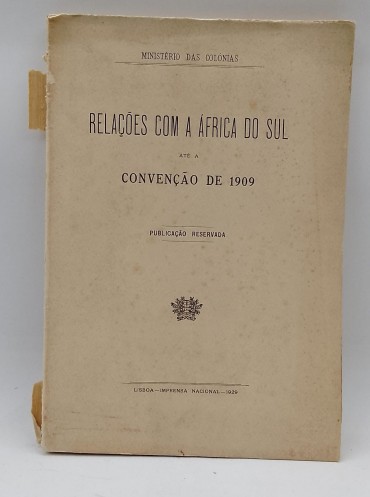 MINISTÉRIO DAS COLONIAS
RELAÇÕES COM A ÁFRICA DO SUL
ATÉ A
CONVENÇÃO DE 1909
PUBLICAÇÃO RESERVADA
LISBOA—IMPRENSA NACIONAL—1929